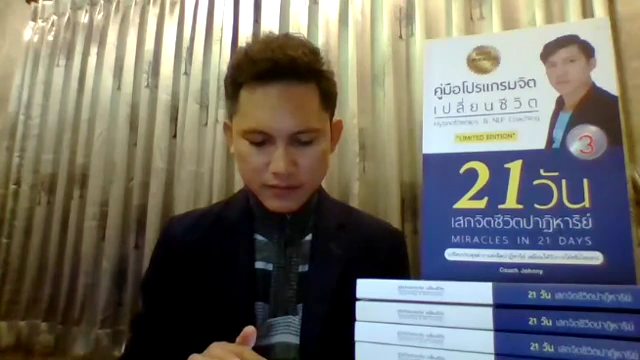 คู่มือโปรแกรมจิต
เปลี่ยนชีวิต
Hypnotherapy & NLP Coaching
"LIMITED EDITION"
3
21 วัน
เสกจิตชีวิตปาฏิหาริย์
MIRACLES IN 21 DAYS
Coach Johnny
21 วัน เสกจิตชีวิตปาฏิหาริย์
21 วัน เสกจิตชีวิตปาฏิหาริย์
21 วัน เสกจิตชีวิตปาฏิหาริย์